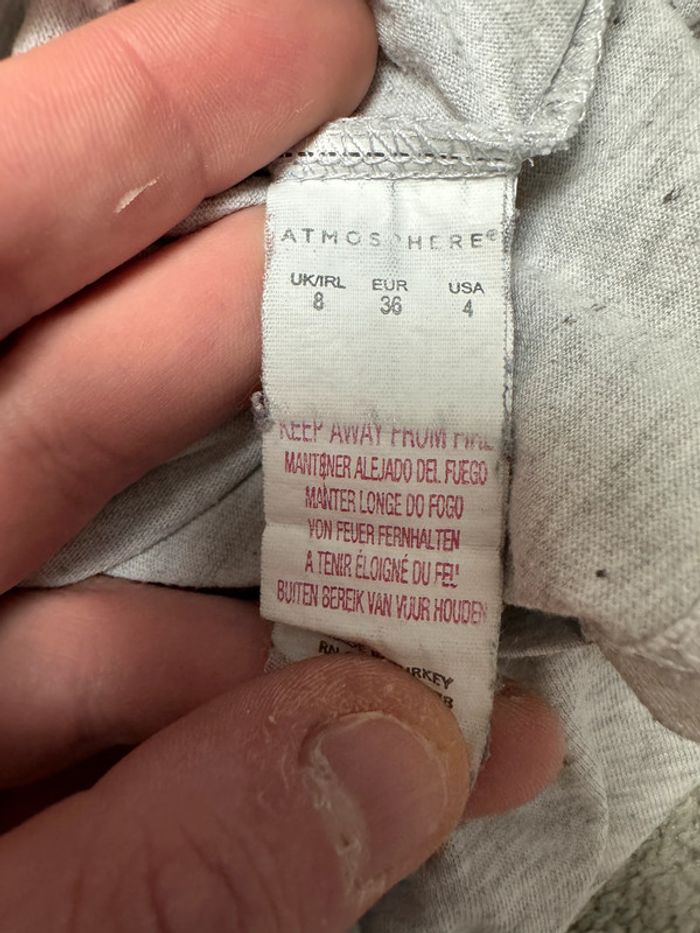 ATMOSPHERE®
UK/IRL EUR USA
8 36 4
KEEP AWAY FROM FIRE
MANTENER ALEJADO DEL FUEGO
MANTER LONGE DO FOGO
VON FEUER FERNHALTEN
A TENIR ÉLOIGNÉ DU FEU
BUITEN BEREIK VAN VUUR HOUDEN
RN